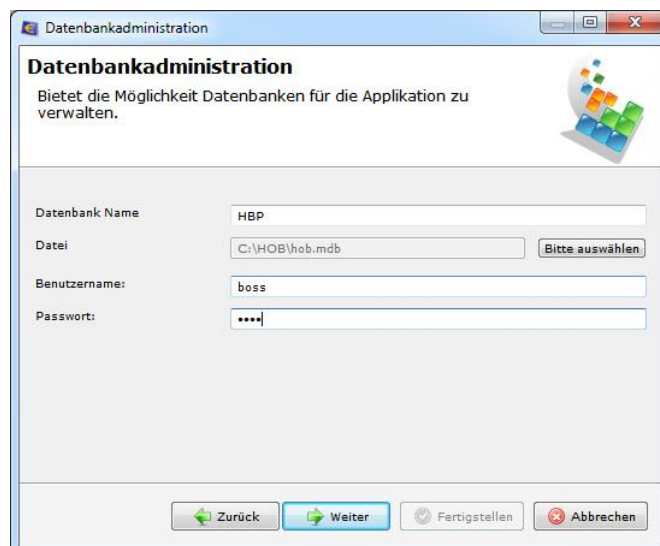 Datenbankadministration
Datenbankadministration
Bietet die Möglichkeit Datenbanken für die Applikation zu
verwalten.
Datenbank Name
HBP
Datei
C:\HOB\hob.mdb
Bitte auswählen
Benutzername:
boss
Passwort:
••••
Zurück
Weiter
Fertigstellen
Abbrechen